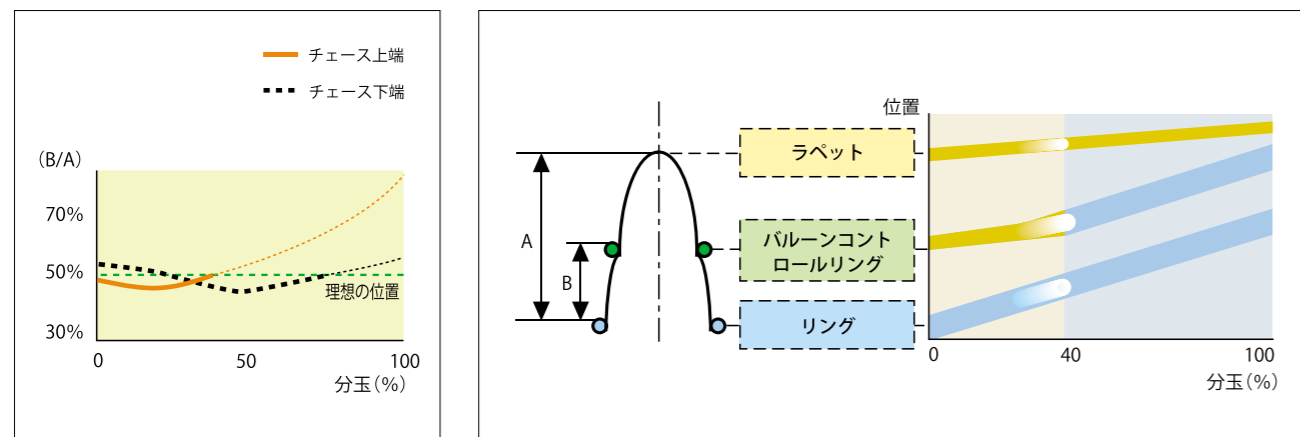 チェース上端
チェース下端
(B/A)
70%
50%
30%
理想の位置
0
50
100
分玉(%)
A
B
ラペット
バルーンコント
ロールリング
リング
位置
0
40
100
分玉(%)